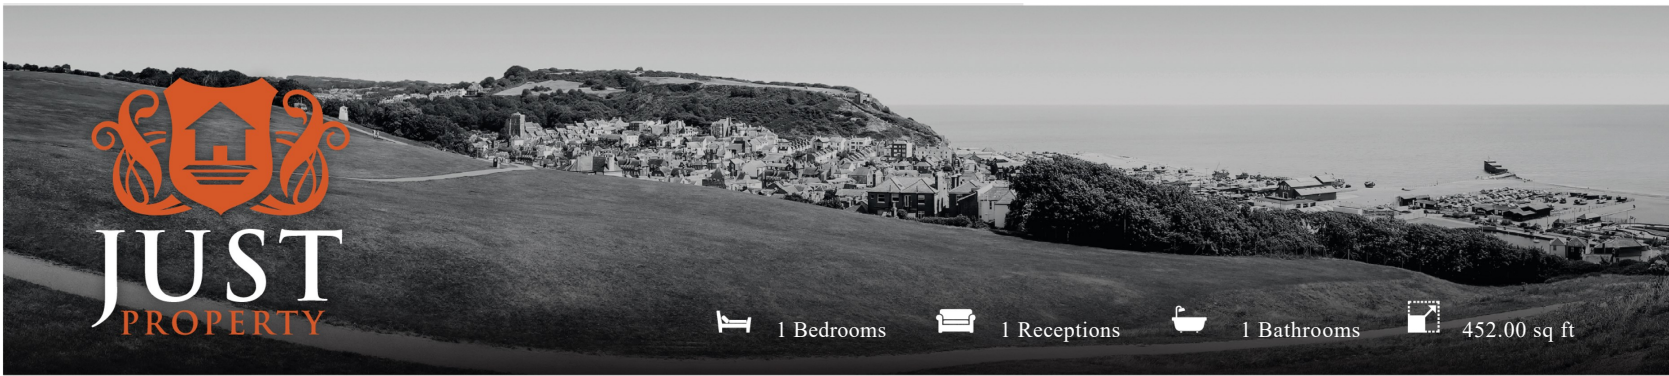 JUST
PROPERTY
1 Bedrooms 1 Receptions 1 Bathrooms 452.00 sq ft